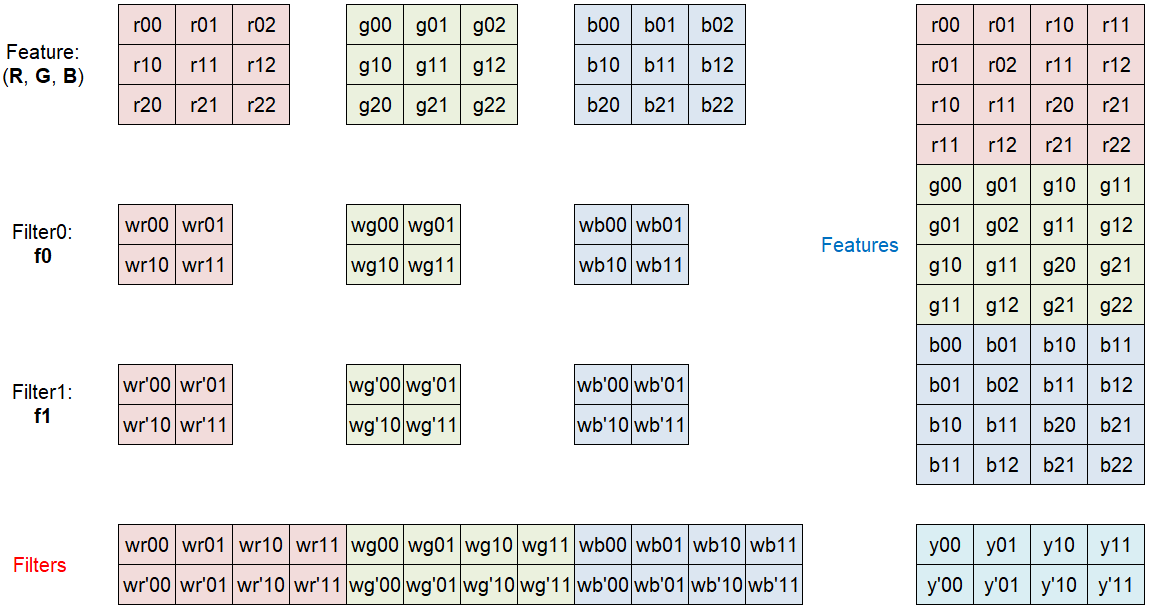 r00 r01 r02 g00 g01 g02 b00 b01 b02
Feature:
(R, G, B)
r10 r11 r12 g10 g11 g12 b10 b11 b12
r20 r21 r22 g20 g21 g22 b20 b21 b22
Filter0:
f0
wr00 wr01 wg00 wg01 wb00 wb01
wr10 wr11 wg10 wg11 wb10 wb11
Filter1:
f1
wr'00 wr'01 wg'00 wg'01 wb'00 wb'01
wr'10 wr'11 wg'10 wg'11 wb'10 wb'11
Filters
wr00 wr01 wr10 wr11 wg00 wg01 wg10 wg11 wb00 wb01 wb10 wb11
wr'00 wr'01 wr'10 wr'11 wg'00 wg'01 wg'10 wg'11 wb'00 wb'01 wb'10 wb'11
Features
r00 r01 r10 r11
r01 r02 r11 r12
r10 r11 r20 r21
r11 r12 r21 r22
g00 g01 g10 g11
g01 g02 g11 g12
g10 g11 g20 g21
g11 g12 g21 g22
b00 b01 b10 b11
b01 b02 b11 b12
b10 b11 b20 b21
b11 b12 b21 b22
y00 y01 y10 y11
y'00 y'01 y'10 y'11